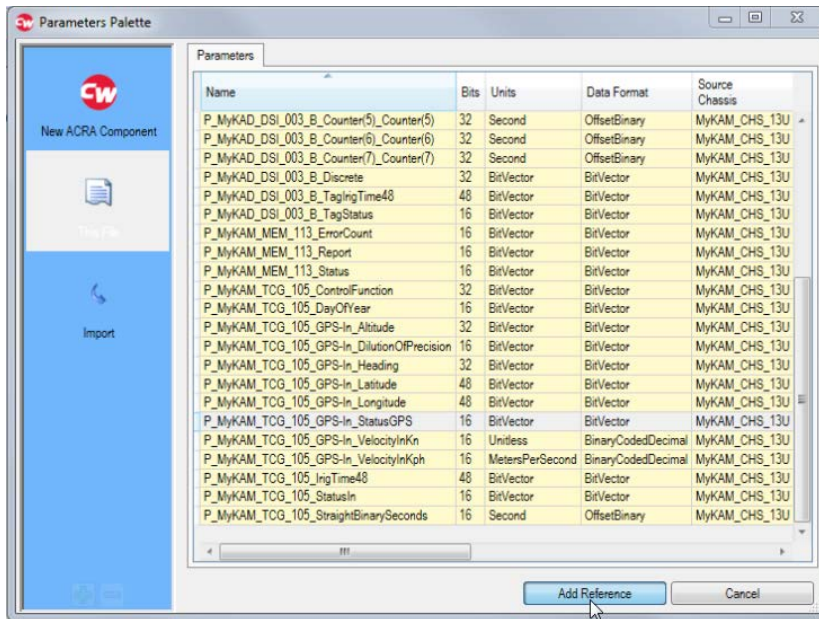 Parameters Palette
CW
New ACRA Component
This File
Import
Parameters
Name Bits Units Data Format Source Chassis
P_MyKAD_DSI_003_B_Counter(5)_Counter(5) 32 Second OffsetBinary MyKAM_CHS_13U
P_MyKAD_DSI_003_B_Counter(6)_Counter(6) 32 Second OffsetBinary MyKAM_CHS_13U
P_MyKAD_DSI_003_B_Counter(7)_Counter(7) 32 Second OffsetBinary MyKAM_CHS_13U
P_MyKAD_DSI_003_B_Discrete 32 BitVector BitVector MyKAM_CHS_13U
P_MyKAD_DSI_003_B_TagIrigTime48 48 BitVector BitVector MyKAM_CHS_13U
P_MyKAD_DSI_003_B_TagStatus 16 BitVector BitVector MyKAM_CHS_13U
P_MyKAM_MEM_113_ErrorCount 16 BitVector BitVector MyKAM_CHS_13U
P_MyKAM_MEM_113_Report 16 BitVector BitVector MyKAM_CHS_13U
P_MyKAM_MEM_113_Status 16 BitVector BitVector MyKAM_CHS_13U
P_MyKAM_TCG_105_ControlFunction 32 BitVector BitVector MyKAM_CHS_13U
P_MyKAM_TCG_105_DayOfYear 16 BitVector BitVector MyKAM_CHS_13U
P_MyKAM_TCG_105_GPS-In_Altitude 32 BitVector BitVector MyKAM_CHS_13U
P_MyKAM_TCG_105_GPS-In_DilutionOfPrecision 16 BitVector BitVector MyKAM_CHS_13U
P_MyKAM_TCG_105_GPS-In_Heading 32 BitVector BitVector MyKAM_CHS_13U
P_MyKAM_TCG_105_GPS-In_Latitude 48 BitVector BitVector MyKAM_CHS_13U
P_MyKAM_TCG_105_GPS-In_Longitude 48 BitVector BitVector MyKAM_CHS_13U
P_MyKAM_TCG_105_GPS-In_StatusGPS 16 BitVector BitVector MyKAM_CHS_13U
P_MyKAM_TCG_105_GPS-In_VelocityInKn 16 Unitless BinaryCodedDecimal MyKAM_CHS_13U
P_MyKAM_TCG_105_GPS-In_VelocityInKph 16 MetersPerSecond BinaryCodedDecimal MyKAM_CHS_13U
P_MyKAM_TCG_105_IrigTime48 48 BitVector BitVector MyKAM_CHS_13U
P_MyKAM_TCG_105_StatusIn 16 BitVector BitVector MyKAM_CHS_13U
P_MyKAM_TCG_105_StraightBinarySeconds 16 Second OffsetBinary MyKAM_CHS_13U
Add Reference Cancel